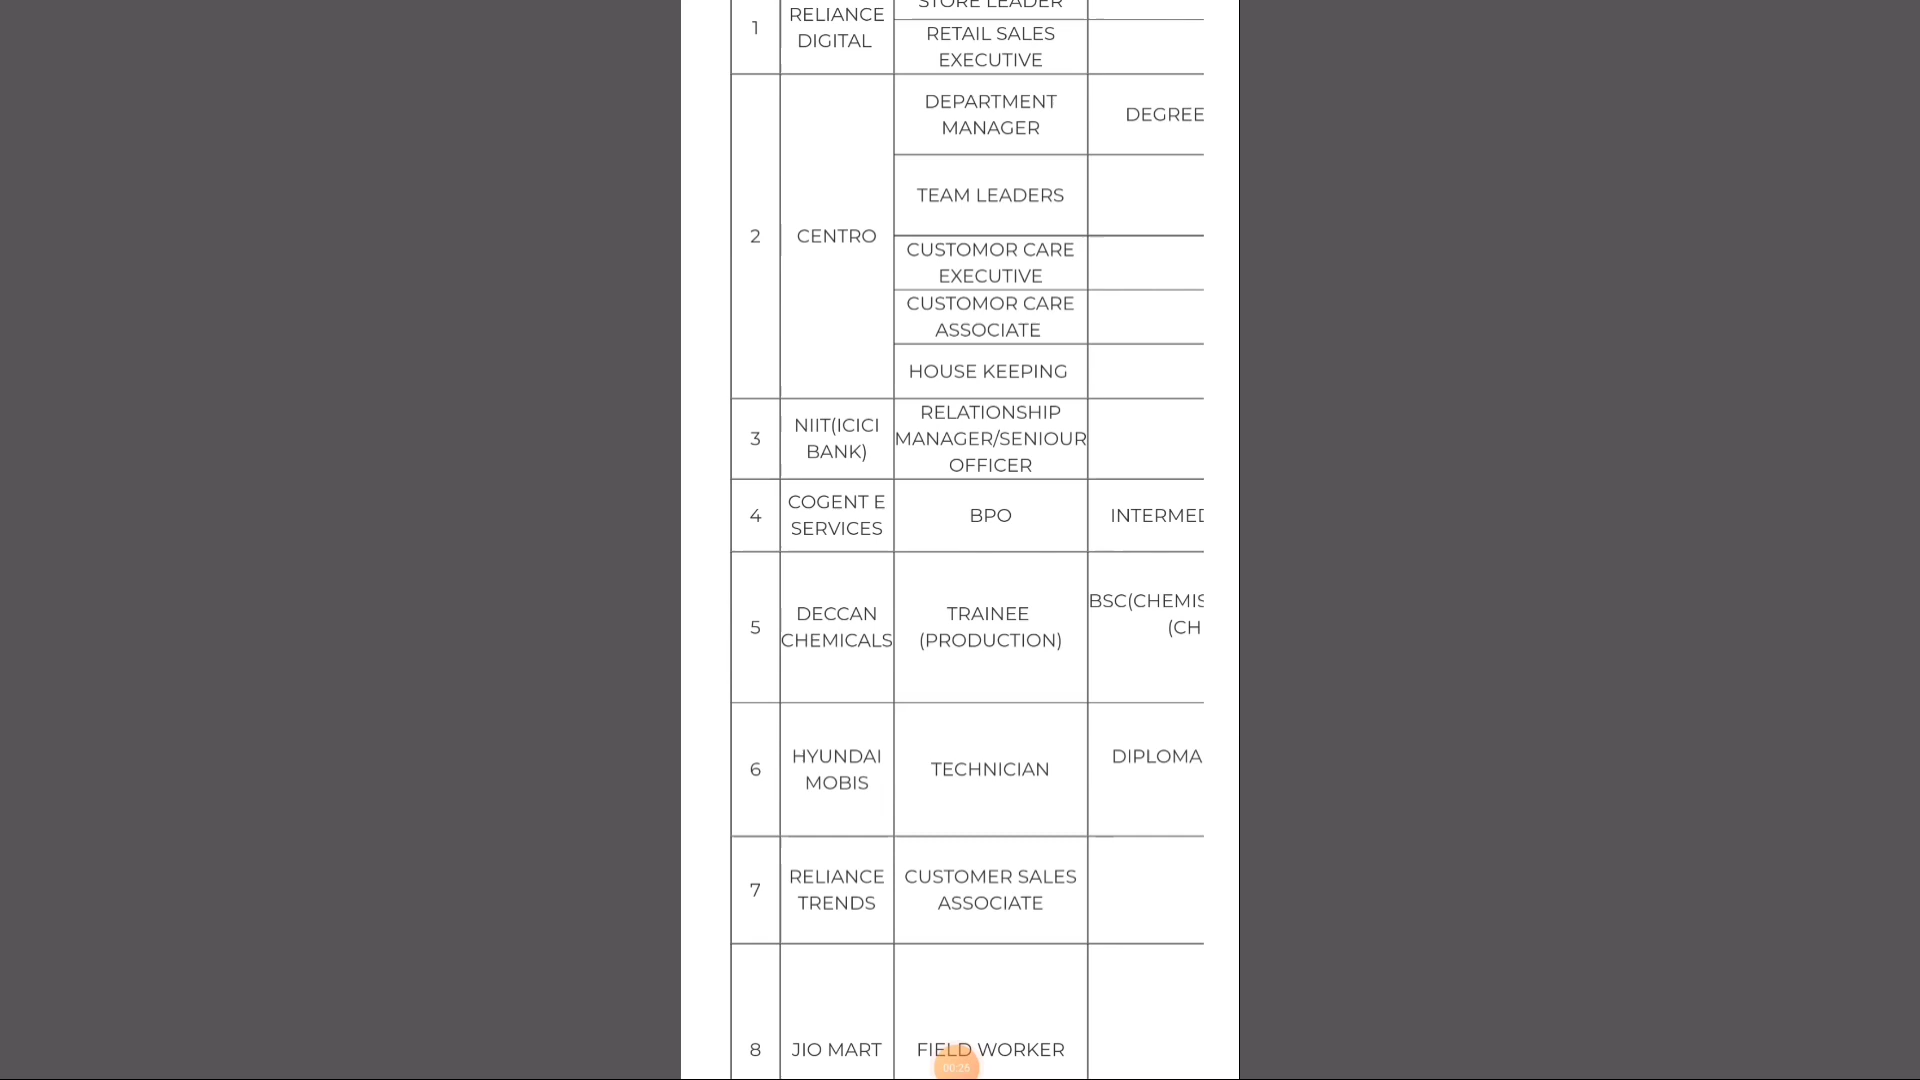 STORE LEADER
1
RELIANCE
DIGITAL
RETAIL SALES
EXECUTIVE
2
CENTRO
DEPARTMENT
MANAGER
DEGREE
TEAM LEADERS
CUSTOMOR CARE
EXECUTIVE
CUSTOMOR CARE
ASSOCIATE
HOUSE KEEPING
3
NIIT(ICICI
BANK)
RELATIONSHIP
MANAGER/SENIOUR
OFFICER
4
COGENT E
SERVICES
BPO
INTERMED
5
DECCAN
CHEMICALS
TRAINEE
(PRODUCTION)
BSC(CHEMIS
(CH
6
HYUNDAI
MOBIS
TECHNICIAN
DIPLOMA
7
RELIANCE
TRENDS
CUSTOMER SALES
ASSOCIATE
8
JIO MART
FIELD WORKER
00:26